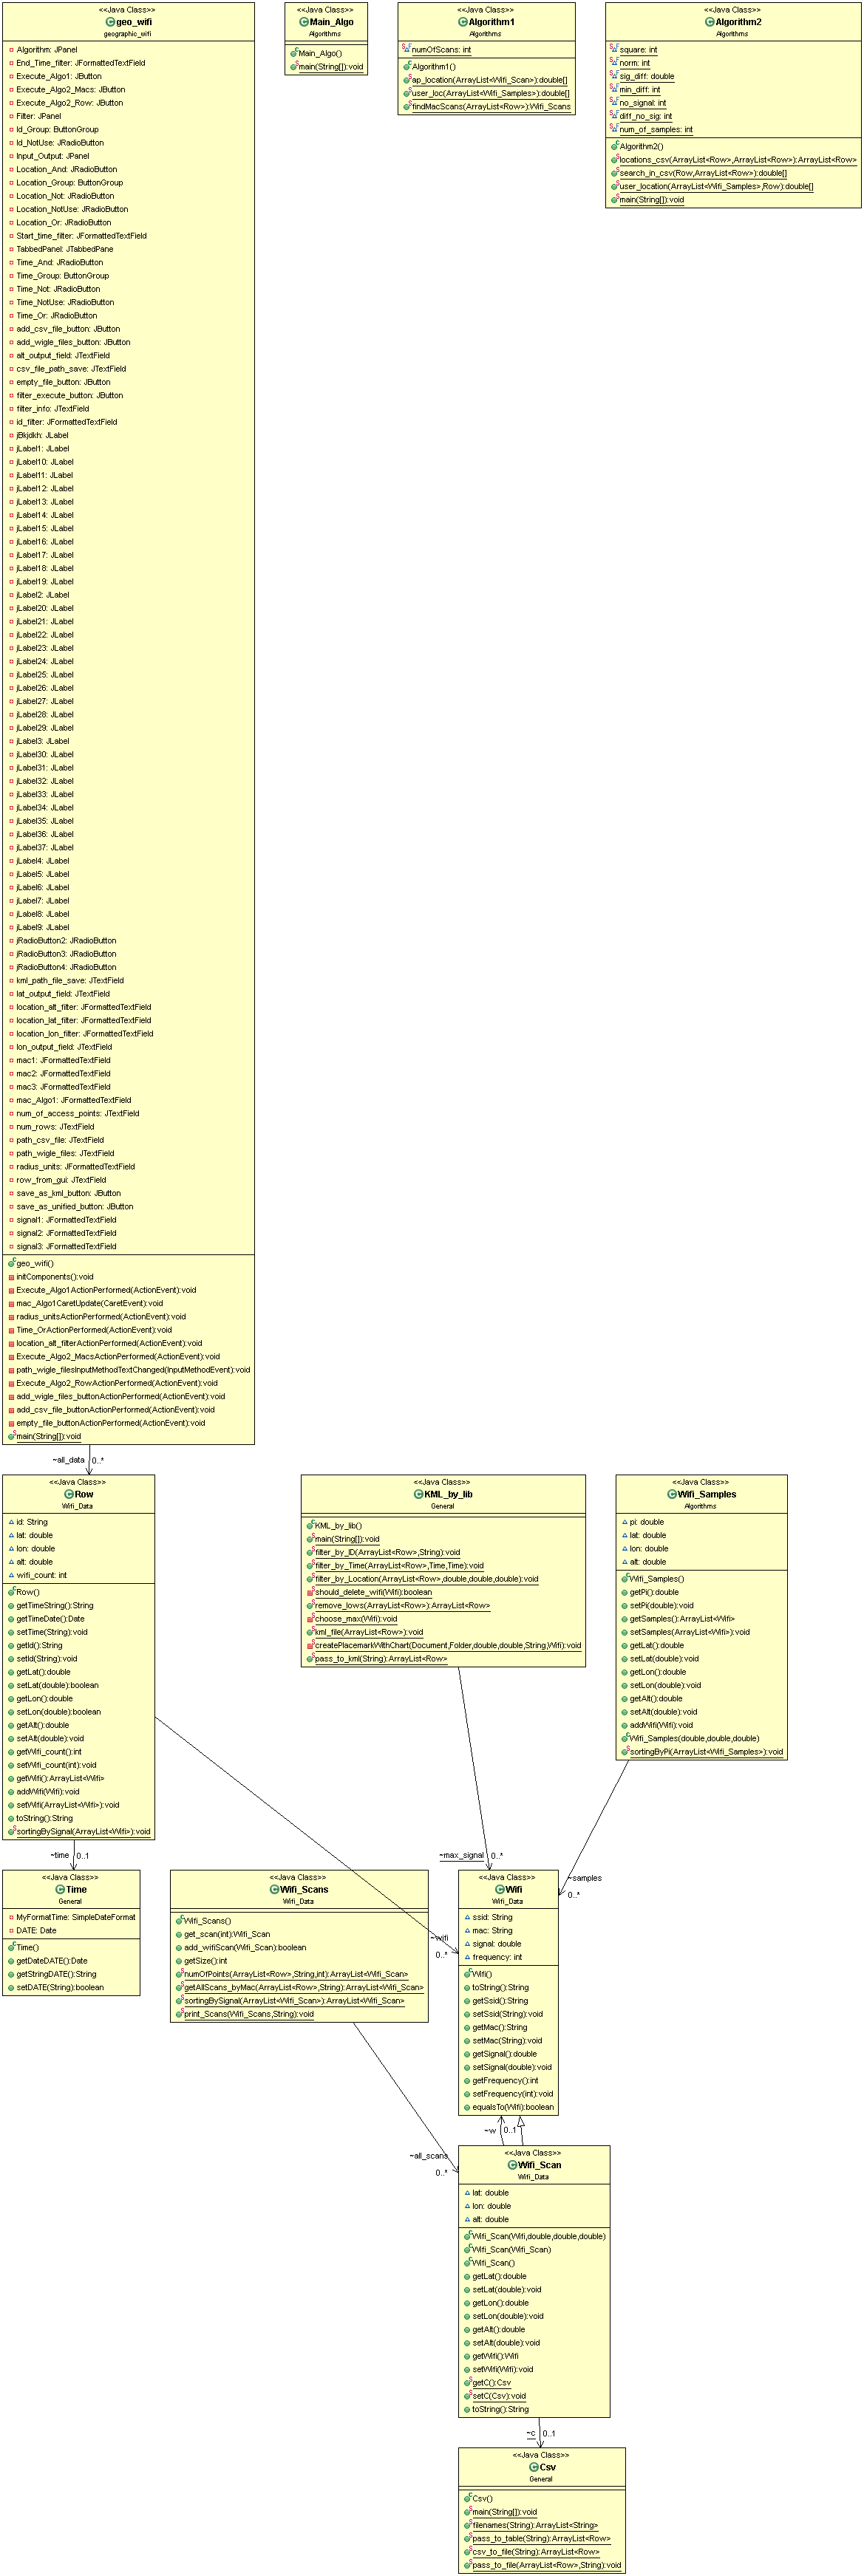 <<Java Class>>
geo_wifi
geographic_wifi
Algorithm: JPanel
End_Time_filter: JFormattedTextField
Execute_Algo1: JButton
Execute_Algo2_Macs: JButton
Execute_Algo2_Row: JButton
Filter: JPanel
Id_Group: ButtonGroup
Id_NotUse: JRadioButton
Input_Output: JPanel
Location_And: JRadioButton
Location_Group: ButtonGroup
Location_Not: JRadioButton
Location_NotUse: JRadioButton
Location_Or: JRadioButton
Start_time_filter: JFormattedTextField
TabbedPanel: JTabbedPane
Time_And: JRadioButton
Time_Group: ButtonGroup
Time_Not: JRadioButton
Time_NotUse: JRadioButton
Time_Or: JRadioButton
add_csv_file_button: JButton
add_wigle_files_button: JButton
alt_output_field: JTextField
csv_file_path_save: JTextField
empty_file_button: JButton
filter_execute_button: JButton
filter_info: JTextField
id_filter: JFormattedTextField
jBkjdkh: JLabel
jLabel1: JLabel
jLabel10: JLabel
jLabel11: JLabel
jLabel12: JLabel
jLabel13: JLabel
jLabel14: JLabel
jLabel15: JLabel
jLabel16: JLabel
jLabel17: JLabel
jLabel18: JLabel
jLabel19: JLabel
jLabel2: JLabel
jLabel20: JLabel
jLabel21: JLabel
jLabel22: JLabel
jLabel23: JLabel
jLabel24: JLabel
jLabel25: JLabel
jLabel26: JLabel
jLabel27: JLabel
jLabel28: JLabel
jLabel29: JLabel
jLabel3: JLabel
jLabel30: JLabel
jLabel31: JLabel
jLabel32: JLabel
jLabel33: JLabel
jLabel34: JLabel
jLabel35: JLabel
jLabel36: JLabel
jLabel37: JLabel
jLabel4: JLabel
jLabel5: JLabel
jLabel6: JLabel
jLabel7: JLabel
jLabel8: JLabel
jLabel9: JLabel
jRadioButton2: JRadioButton
jRadioButton3: JRadioButton
jRadioButton4: JRadioButton
kml_path_file_save: JTextField
lat_output_field: JTextField
location_alt_filter: JFormattedTextField
location_lat_filter: JFormattedTextField
location_lon_filter: JFormattedTextField
lon_output_field: JTextField
mac1: JFormattedTextField
mac2: JFormattedTextField
mac3: JFormattedTextField
mac_Algo1: JFormattedTextField
num_of_access_points: JTextField
num_rows: JTextField
path_csv_file: JTextField
path_wigle_files: JTextField
radius_units: JFormattedTextField
row_from_gui: JTextField
save_as_kml_button: JButton
save_as_unified_button: JButton
signal1: JFormattedTextField
signal2: JFormattedTextField
signal3: JFormattedTextField
geo_wifi()
initComponents():void
Execute_Algo1ActionPerformed(ActionEvent):void
mac_Algo1CaretUpdate(CaretEvent):void
radius_unitsActionPerformed(ActionEvent):void
Time_OrActionPerformed(ActionEvent):void
location_alt_filterActionPerformed(ActionEvent):void
Execute_Algo2_MacsActionPerformed(ActionEvent):void
path_wigle_filesInputMethodTextChanged(InputMethodEvent):void
Execute_Algo2_RowActionPerformed(ActionEvent):void
add_wigle_files_buttonActionPerformed(ActionEvent):void
add_csv_file_buttonActionPerformed(ActionEvent):void
empty_file_buttonActionPerformed(ActionEvent):void
main(String[]):void
<<Java Class>>
Main_Algo
Algorithms
Main_Algo()
main(String[]):void
<<Java Class>>
Algorithm1
Algorithms
numOfScans: int
Algorithm1()
ap_location(ArrayList<Wifi_Scan>):double[]
user_loc(ArrayList<Wifi_Samples>):double[]
findMacScans(ArrayList<Row>):Wifi_Scans
<<Java Class>>
Algorithm2
Algorithms
square: int
norm: int
sig_diff: double
min_diff: int
no_signal: int
diff_no_sig: int
num_of_samples: int
Algorithm2()
locations_csv(ArrayList<Row>,ArrayList<Row>):ArrayList<Row>
search_in_csv(Row,ArrayList<Row>):double[]
user_location(ArrayList<Wifi_Samples>,Row):double[]
main(String[]):void
~all_data 0..*
<<Java Class>>
Row
Wifi_Data
id: String
lat: double
lon: double
alt: double
wifi_count: int
Row()
getTimeString():String
getTimeDate():Date
setTime(String):void
getId():String
setId(String):void
getLat():double
setLat(double):boolean
getLon():double
setLon(double):boolean
getAlt():double
setAlt(double):void
getWifi_count():int
setWifi_count(int):void
getWifi():ArrayList<Wifi>
addWifi(Wifi):void
setWifi(ArrayList<Wifi>):void
toString():String
sortingBySignal(ArrayList<Wifi>):void
<<Java Class>>
KML_by_lib
General
KML_by_lib()
main(String[]):void
filter_by_ID(ArrayList<Row>,String):void
filter_by_Time(ArrayList<Row>,Time,Time):void
filter_by_Location(ArrayList<Row>,double,double,double):void
should_delete_wifi(Wifi):boolean
remove_lows(ArrayList<Row>):ArrayList<Row>
choose_max(Wifi):void
kml_file(ArrayList<Row>):void
createPlacemarkWithChart(Document,Folder,double,double,String,Wifi):void
pass_to_kml(String):ArrayList<Row>
<<Java Class>>
Wifi_Samples
Algorithms
pi: double
lat: double
lon: double
alt: double
Wifi_Samples()
getPi():double
setPi(double):void
getSamples():ArrayList<Wifi>
setSamples(ArrayList<Wifi>):void
getLat():double
setLat(double):void
getLon():double
setLon(double):void
getAlt():double
setAlt(double):void
addWifi(Wifi):void
Wifi_Samples(double,double,double)
sortingByPi(ArrayList<Wifi_Samples>):void
~time 0..1
~max_signal 0..*
~samples
0..*
~wifi
0..*
<<Java Class>>
Time
General
MyFormatTime: SimpleDateFormat
DATE: Date
Time()
getDateDATE():Date
getStringDATE():String
setDATE(String):boolean
<<Java Class>>
Wifi_Scans
Wifi_Data
Wifi_Scans()
get_scan(int):Wifi_Scan
add_wifiScan(Wifi_Scan):boolean
getSize():int
numOfPoints(ArrayList<Row>,String,int):ArrayList<Wifi_Scan>
getAllScans_byMac(ArrayList<Row>,String):ArrayList<Wifi_Scan>
sortingBySignal(ArrayList<Wifi_Scan>):ArrayList<Wifi_Scan>
print_Scans(Wifi_Scans,String):void
<<Java Class>>
Wifi
Wifi_Data
ssid: String
mac: String
signal: double
frequency: int
Wifi()
toString():String
getSsid():String
setSsid(String):void
getMac():String
setMac(String):void
getSignal():double
setSignal(double):void
getFrequency():int
setFrequency(int):void
equalsTo(Wifi):boolean
~w 0..1
~all_scans
0..*
<<Java Class>>
Wifi_Scan
Wifi_Data
lat: double
lon: double
alt: double
Wifi_Scan(Wifi,double,double,double)
Wifi_Scan(Wifi_Scan)
Wifi_Scan()
getLat():double
setLat(double):void
getLon():double
setLon(double):void
getAlt():double
setAlt(double):void
getWifi():Wifi
setWifi(Wifi):void
getC():Csv
setC(Csv):void
toString():String
~c 0..1
<<Java Class>>
Csv
General
Csv()
main(String[]):void
filenames(String):ArrayList<String>
pass_to_table(String):ArrayList<Row>
csv_to_file(String):ArrayList<Row>
pass_to_file(ArrayList<Row>,String):void